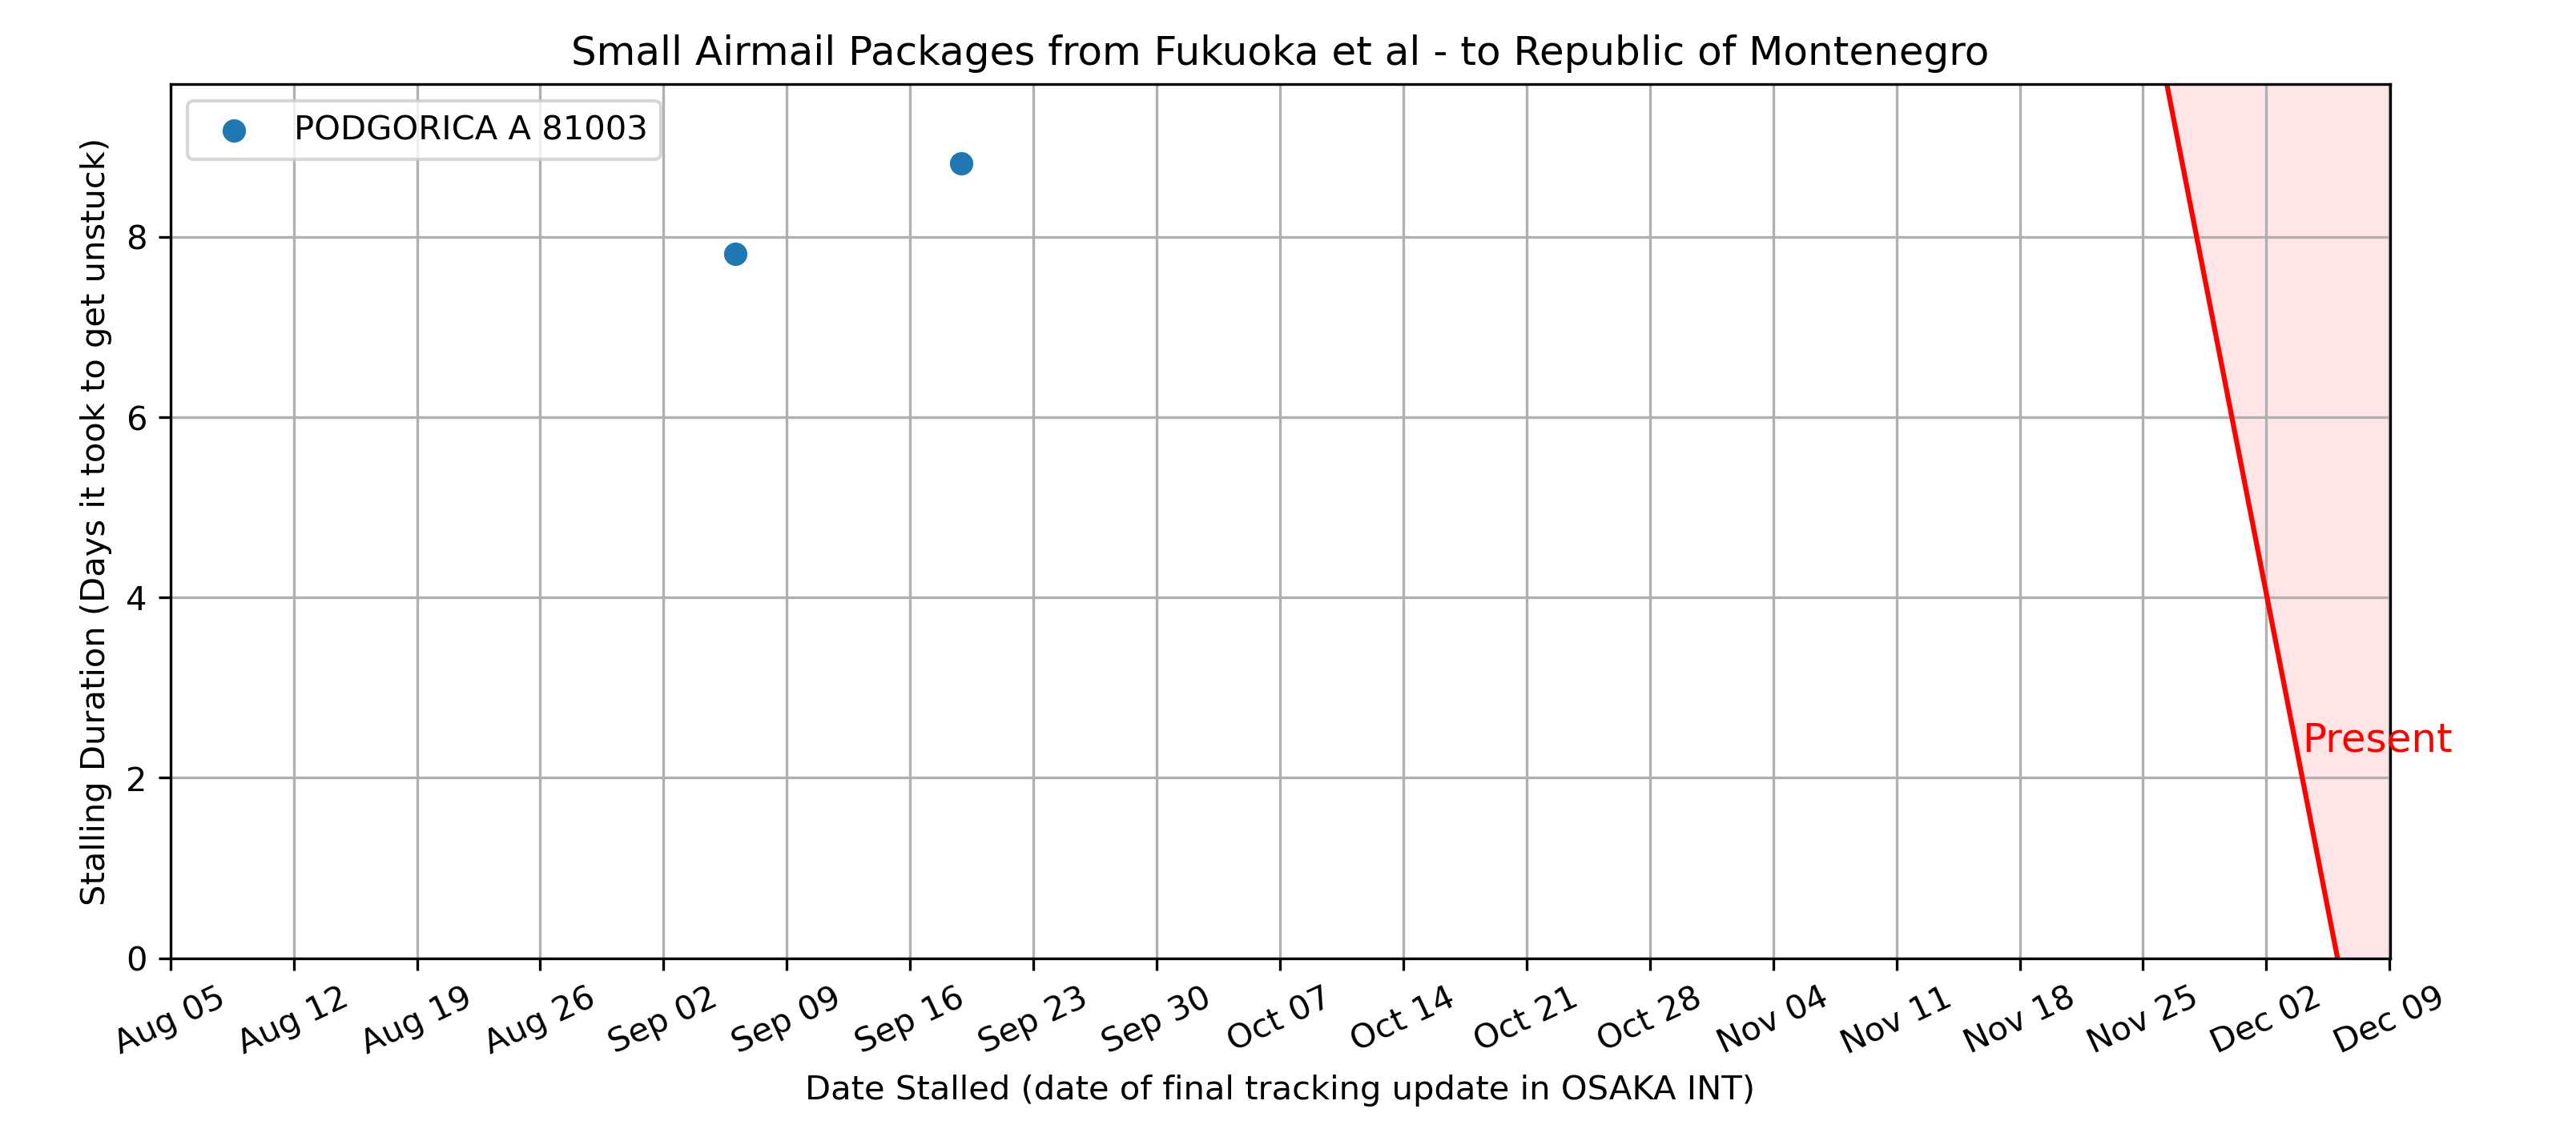 Small Airmail Packages from Fukuoka et al - to Republic of Montenegro
PODGORICA A 81003
Stalling Duration (Days it took to get unstuck)
8
6
4
2
0
Present
Aug 05
Aug 12
Aug 19
Aug 26
Sep 02
Sep 09
Sep 16
Sep 23
Sep 30
Oct 07
Oct 14
Oct 21
Oct 28
Nov 04
Nov 11
Nov 18
Nov 25
Dec 02
Dec 09
Date Stalled (date of final tracking update in OSAKA INT)